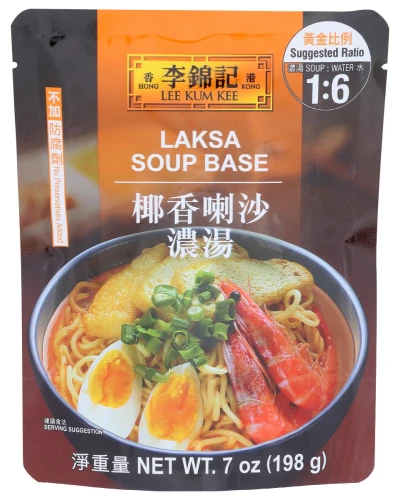 黃金比例
Suggested Ratio
濃湯 SOUP : WATER 水
1:6
香 李錦記 港
HONG LEE KUM KEE KONG
不加防腐劑 No Preservatives Added
LAKSA
SOUP BASE
椰香喇沙
濃湯
建議食法
SERVING SUGGESTION
淨重量 NET WT. 7 oz (198 g)